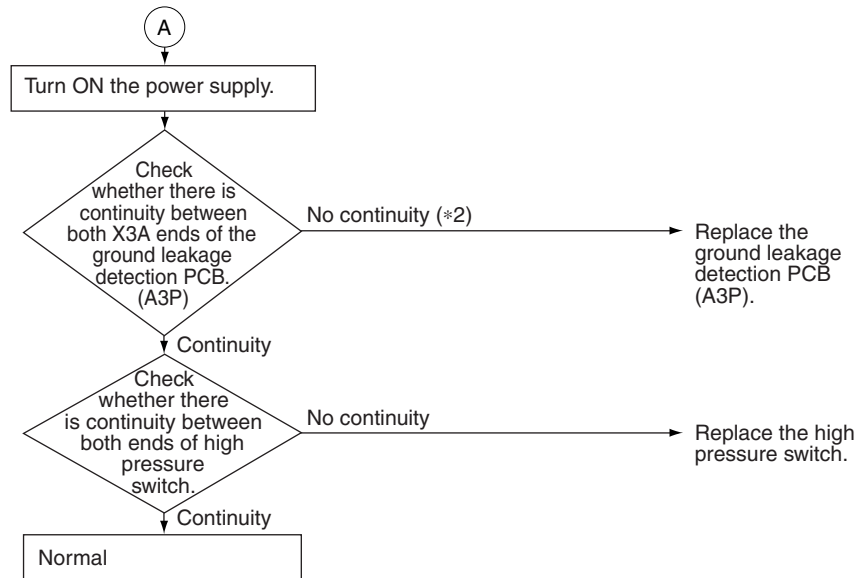 A
Turn ON the power supply.
Check
whether there is
continuity between
both X3A ends of the
ground leakage
detection PCB.
(A3P)
No continuity (*2)
Replace the
ground leakage
detection PCB
(A3P).
Continuity
Check
whether there
is continuity between
both ends of high
pressure
switch.
No continuity
Replace the high
pressure switch.
Continuity
Normal